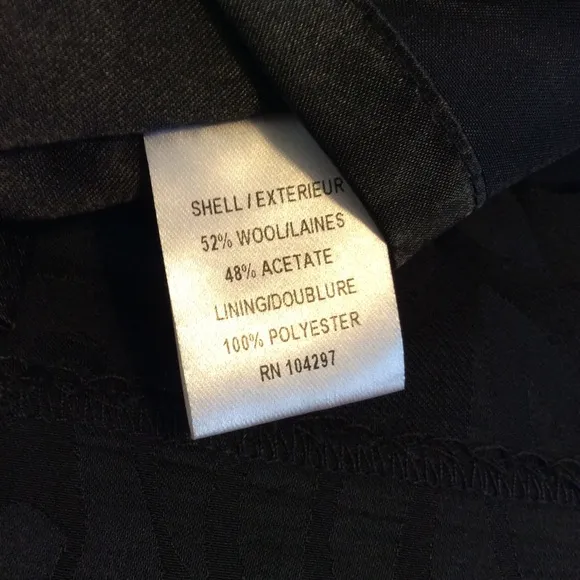 SHELL / EXTERIEUR
52% WOOL/LAINES
48% ACETATE
LINING/DOUBLURE
100% POLYESTER
RN 104297